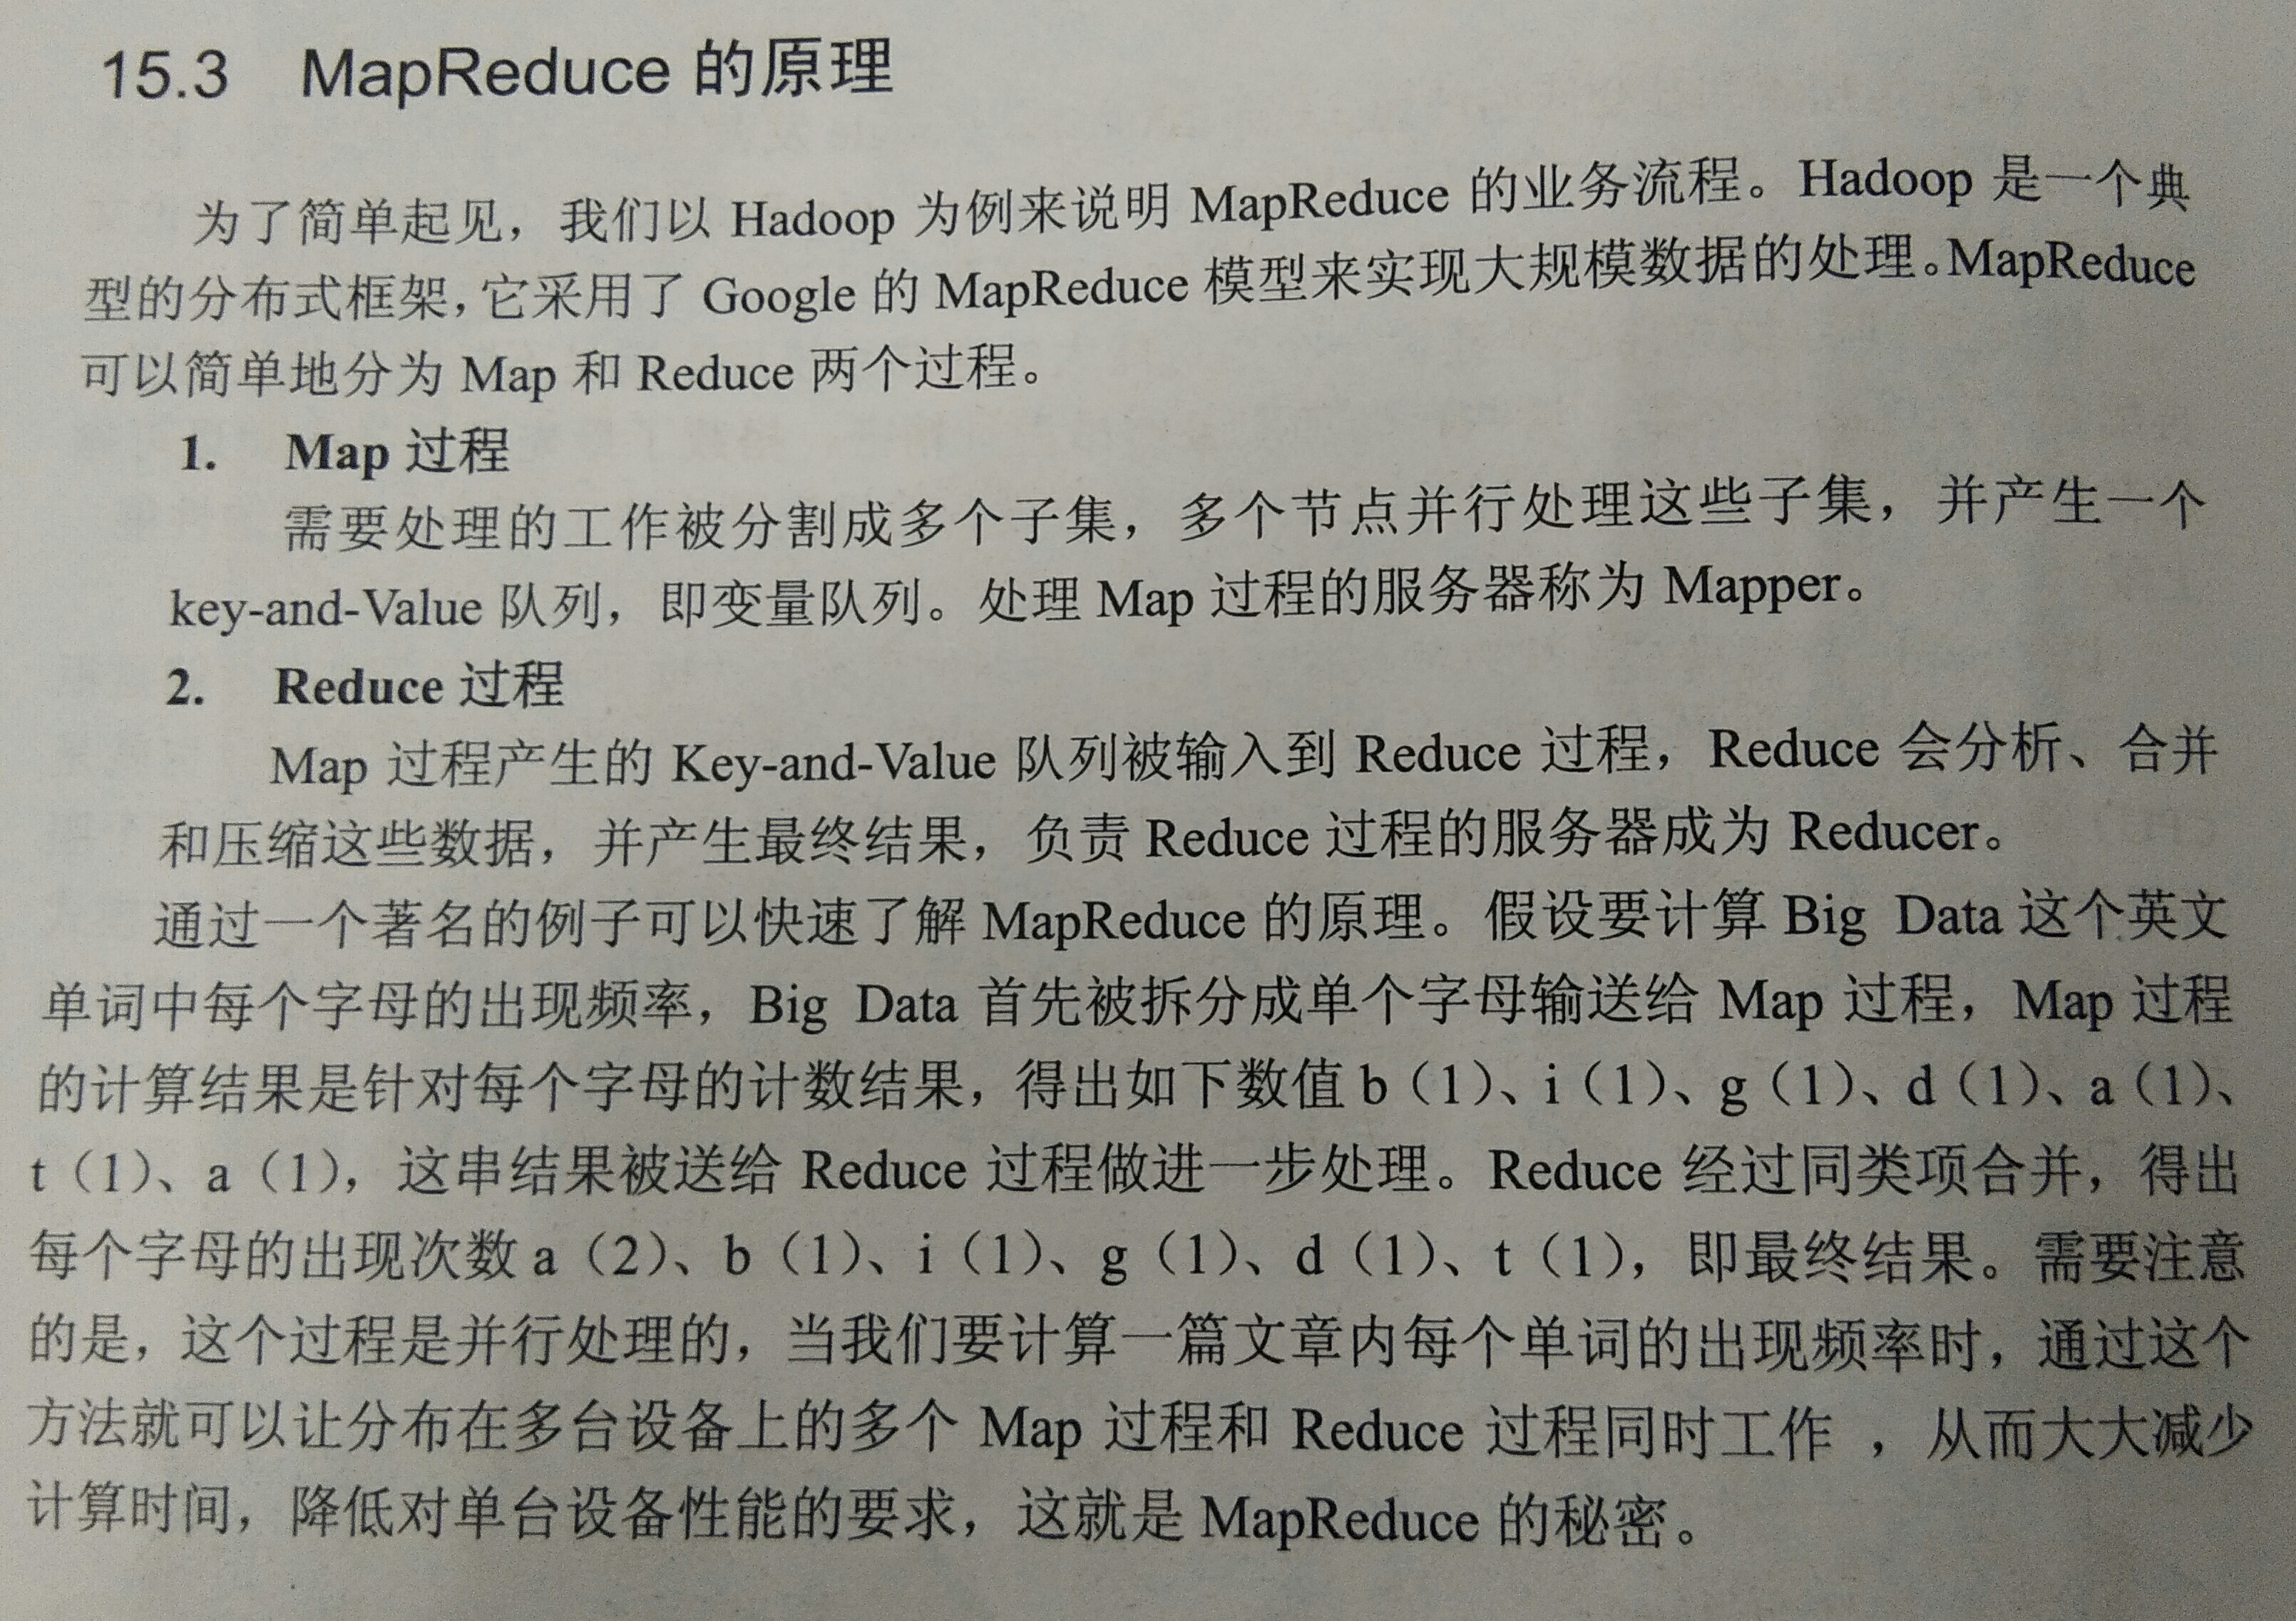 15.3 MapReduce 的原理
为了简单起见，我们以 Hadoop 为例来说明 MapReduce 的业务流程。Hadoop 是一个典
型的分布式框架，它采用了 Google 的 MapReduce 模型来实现大规模数据的处理。MapReduce
可以简单地分为 Map 和 Reduce 两个过程。
1. Map 过程
需要处理的工作被分割成多个子集，多个节点并行处理这些子集，并产生一个
key-and-Value 队列，即变量队列。处理 Map 过程的服务器称为 Mapper。
2. Reduce 过程
Map 过程产生的 Key-and-Value 队列被输入到 Reduce 过程，Reduce 会分析、合并
和压缩这些数据，并产生最终结果，负责 Reduce 过程的服务器成为 Reducer。
通过一个著名的例子可以快速了解 MapReduce 的原理。假设要计算 Big Data 这个英文
单词中每个字母的出现频率，Big Data 首先被拆分成单个字母输送给 Map 过程，Map 过程
的计算结果是针对每个字母的计数结果，得出如下数值 b（1）、i（1）、g（1）、d（1）、a（1）、
t（1）、a（1），这串结果被送给 Reduce 过程做进一步处理。Reduce 经过同类项合并，得出
每个字母的出现次数 a（2）、b（1）、i（1）、g（1）、d（1）、t（1），即最终结果。需要注意
的是，这个过程是并行处理的，当我们要计算一篇文章内每个单词的出现频率时，通过这个
方法就可以让分布在多台设备上的多个 Map 过程和 Reduce 过程同时工作 ，从而大大减少
计算时间，降低对单台设备性能的要求，这就是 MapReduce 的秘密。